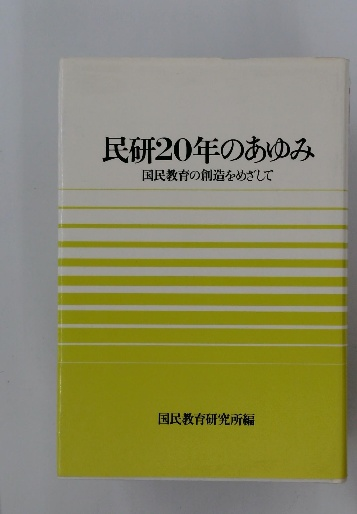 民研20年のあゆみ
国民教育の創造をめざして
国民教育研究所編